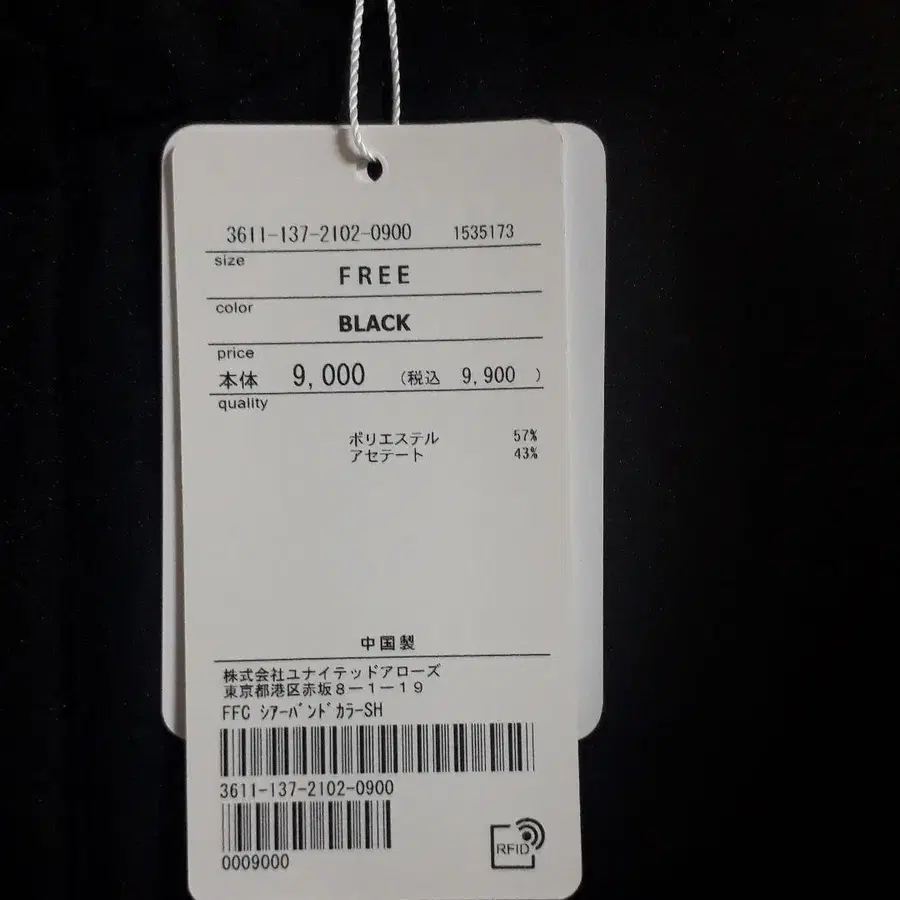 3611-137-2102-0900 1535173
size
FREE
color
BLACK
price
本体 9,000 (税込 9,900 )
quality
ポリエステル 57%
アセテート 43%
中国製
株式会社ユナイテッドアローズ
東京都港区赤坂8-1-19
FFC ｼｱｰﾊﾞﾝﾄﾞｶﾗｰSH
3611-137-2102-0900
0009000
RFID